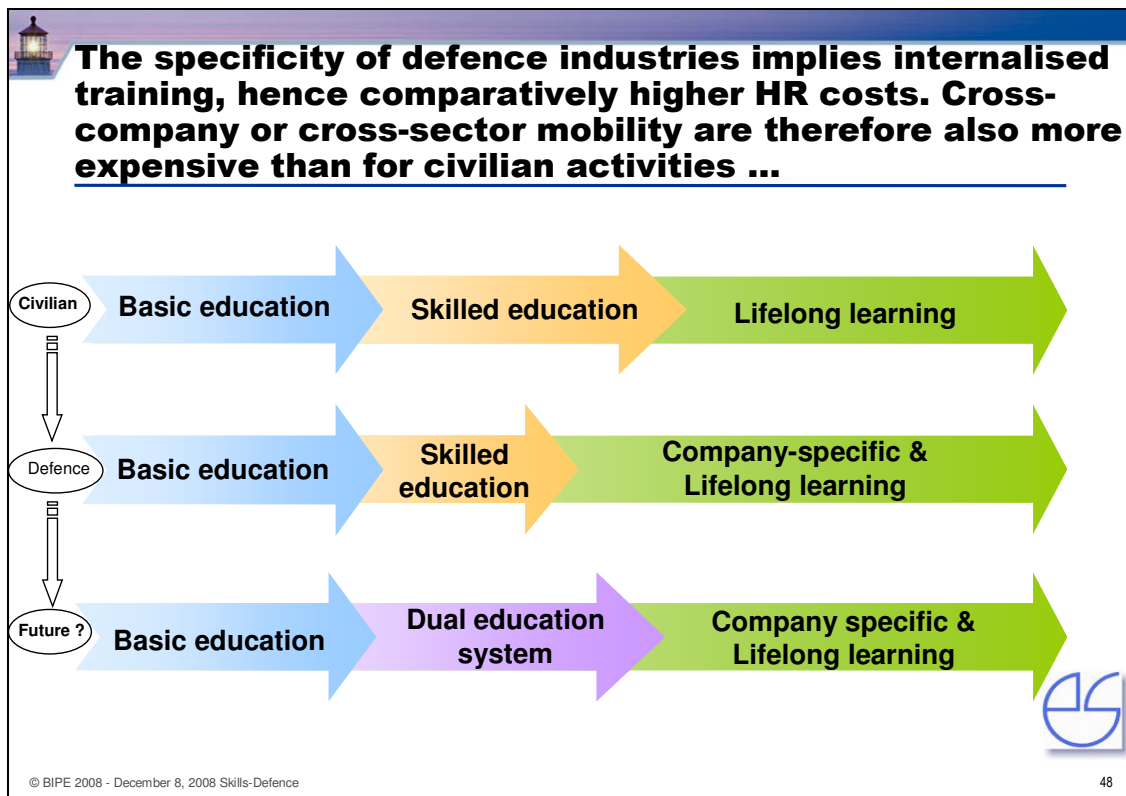 The specificity of defence industries implies internalised
training, hence comparatively higher HR costs. Cross-
company or cross-sector mobility are therefore also more
expensive than for civilian activities ...
Civilian
Basic education
Skilled education
Lifelong learning
Defence
Basic education
Skilled
education
Company-specific &
Lifelong learning
Future ?
Basic education
Dual education
system
Company specific &
Lifelong learning
© BIPE 2008 - December 8, 2008 Skills-Defence
48